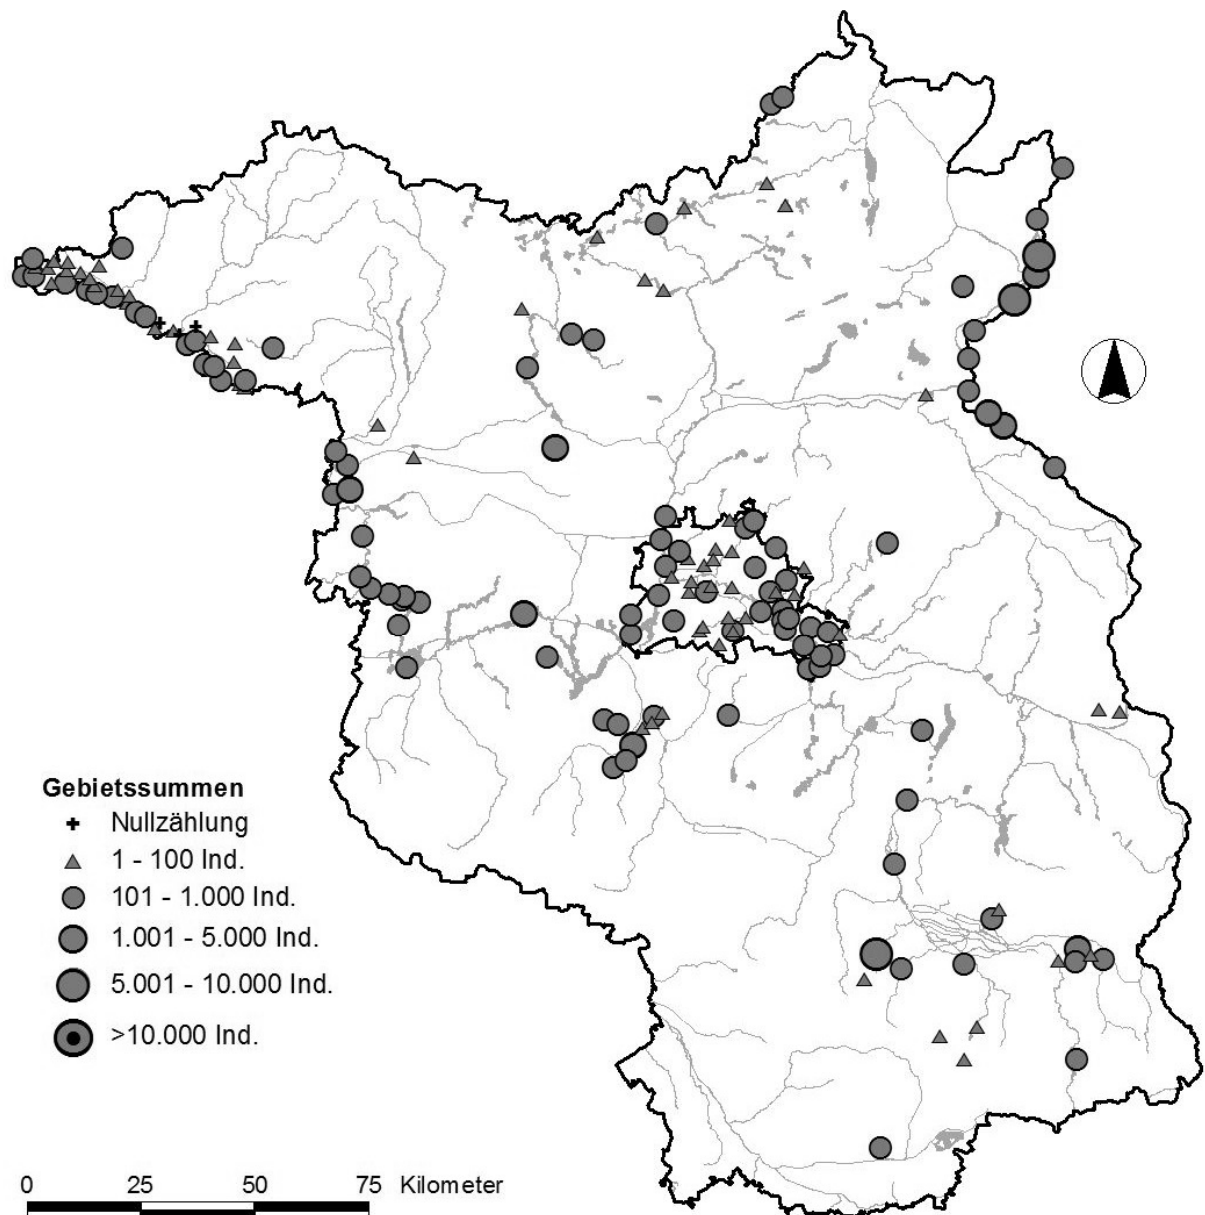 Gebietssummen
Nullzählung
1 - 100 Ind.
101 - 1.000 Ind.
1.001 - 5.000 Ind.
5.001 - 10.000 Ind.
>10.000 Ind.
0 25 50 75 Kilometer